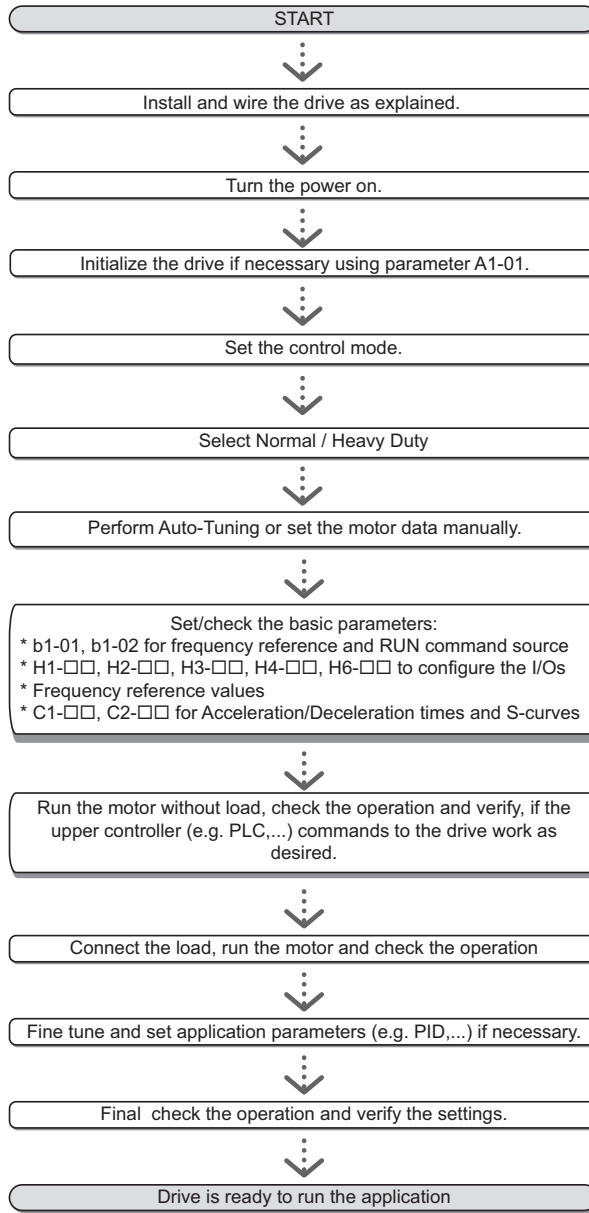 START
Install and wire the drive as explained.
Turn the power on.
Initialize the drive if necessary using parameter A1-01.
Set the control mode.
Select Normal / Heavy Duty
Perform Auto-Tuning or set the motor data manually.
Set/check the basic parameters:
* b1-01, b1-02 for frequency reference and RUN command source
* H1-□□, H2-□□, H3-□□, H4-□□, H6-□□ to configure the I/Os
* Frequency reference values
* C1-□□, C2-□□ for Acceleration/Deceleration times and S-curves
Run the motor without load, check the operation and verify, if the
upper controller (e.g. PLC,...) commands to the drive work as
desired.
Connect the load, run the motor and check the operation
Fine tune and set application parameters (e.g. PID,...) if necessary.
Final check the operation and verify the settings.
Drive is ready to run the application